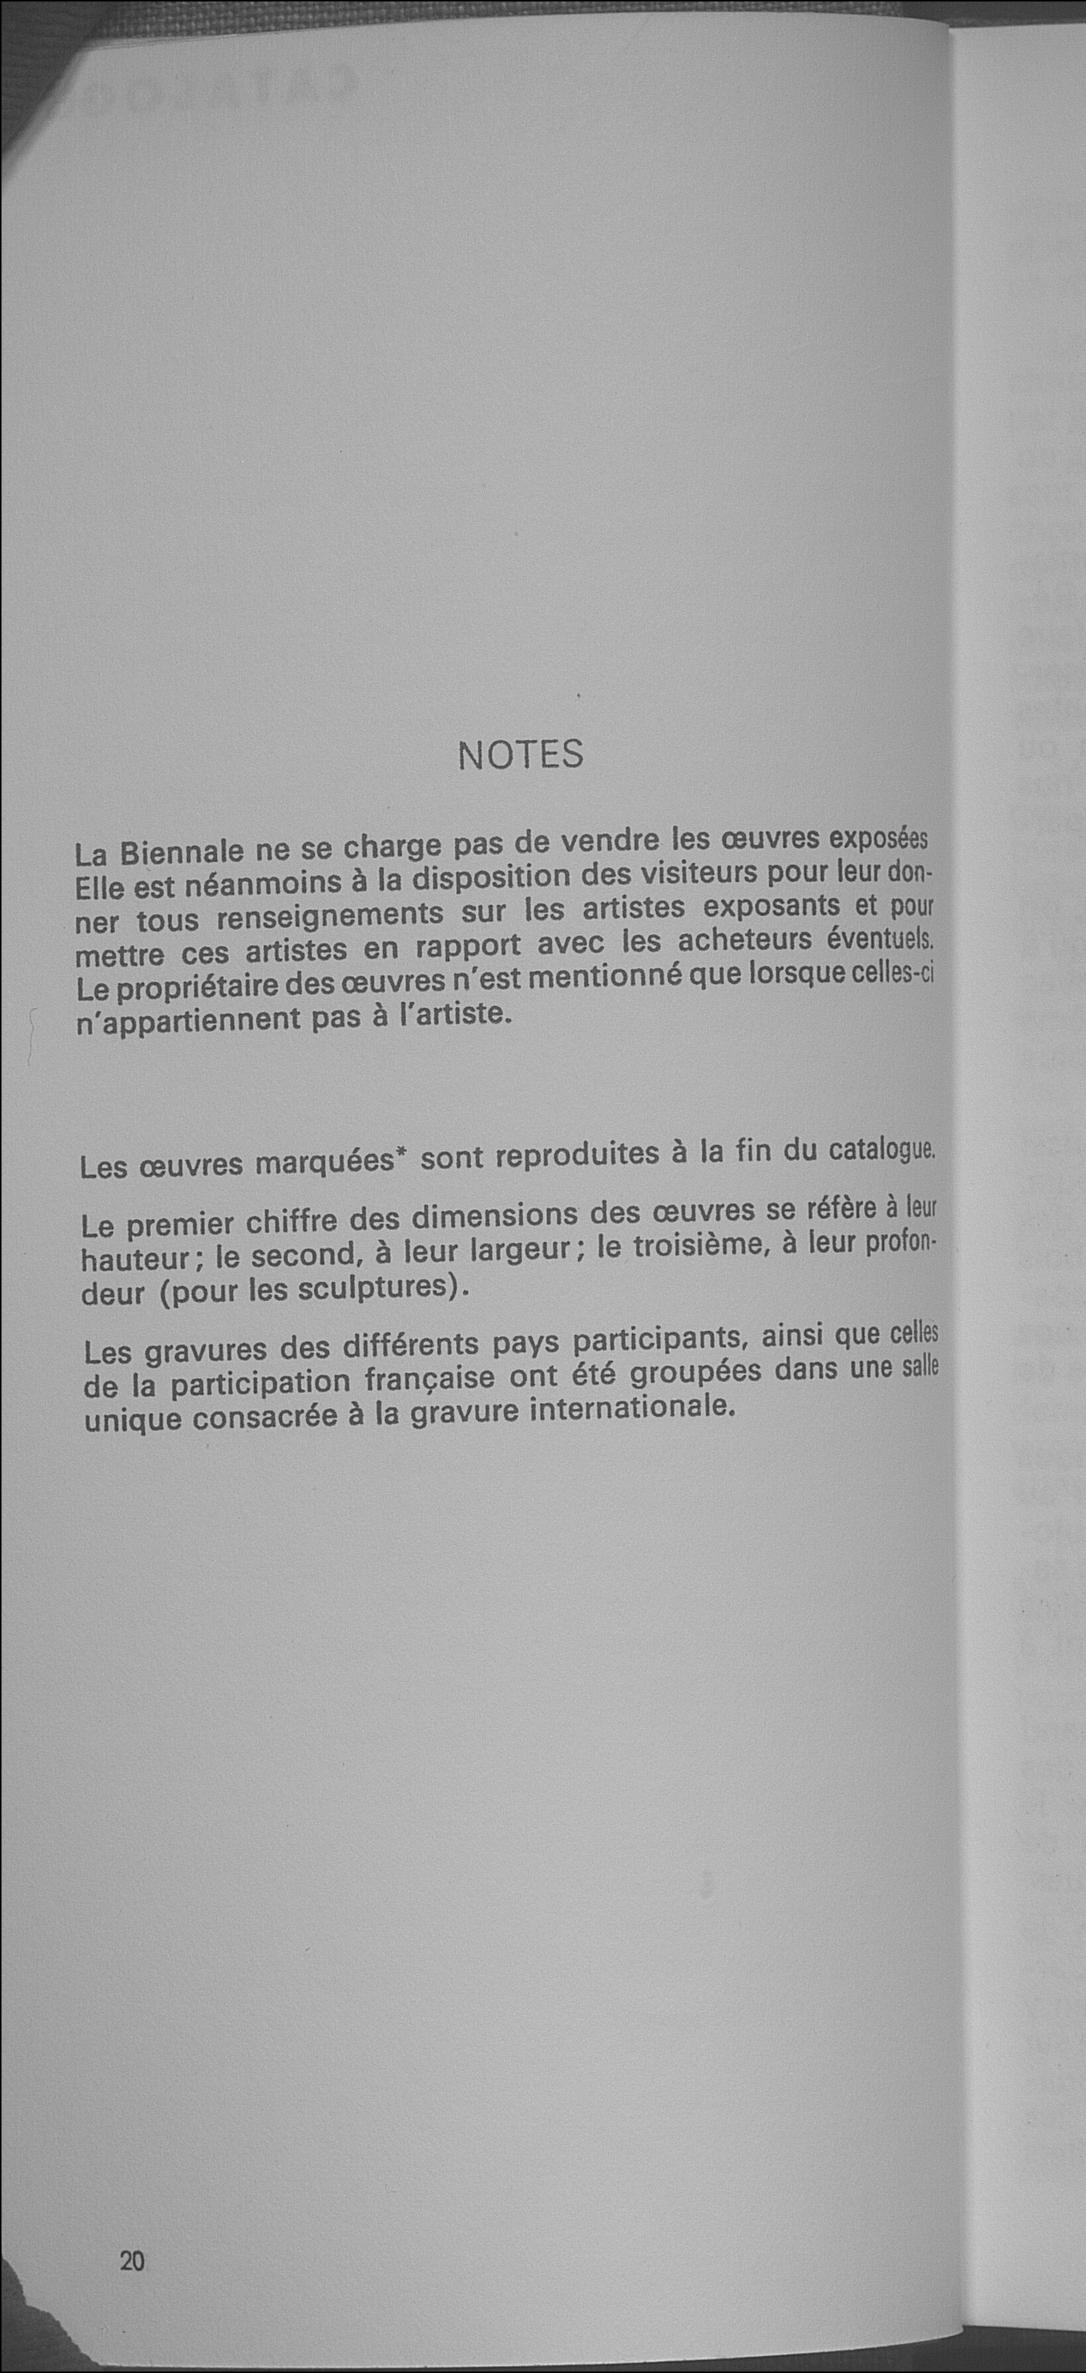 NOTES
La Biennale ne se charge pas de vendre les œuvres exposées
Elle est néanmoins à la disposition des visiteurs pour leur don-
ner tous renseignements sur les artistes exposants et pour
mettre ces artistes en rapport avec les acheteurs éventuels.
Le propriétaire des œuvres n'est mentionné que lorsque celles-ci
n'appartiennent pas à l'artiste.
Les œuvres marquées* sont reproduites à la fin du catalogue.
Le premier chiffre des dimensions des œuvres se réfère à leur
hauteur; le second, à leur largeur; le troisième, à leur profon-
deur (pour les sculptures).
Les gravures des différents pays participants, ainsi que celles
de la participation française ont été groupées dans une salle
unique consacrée à la gravure internationale.
20